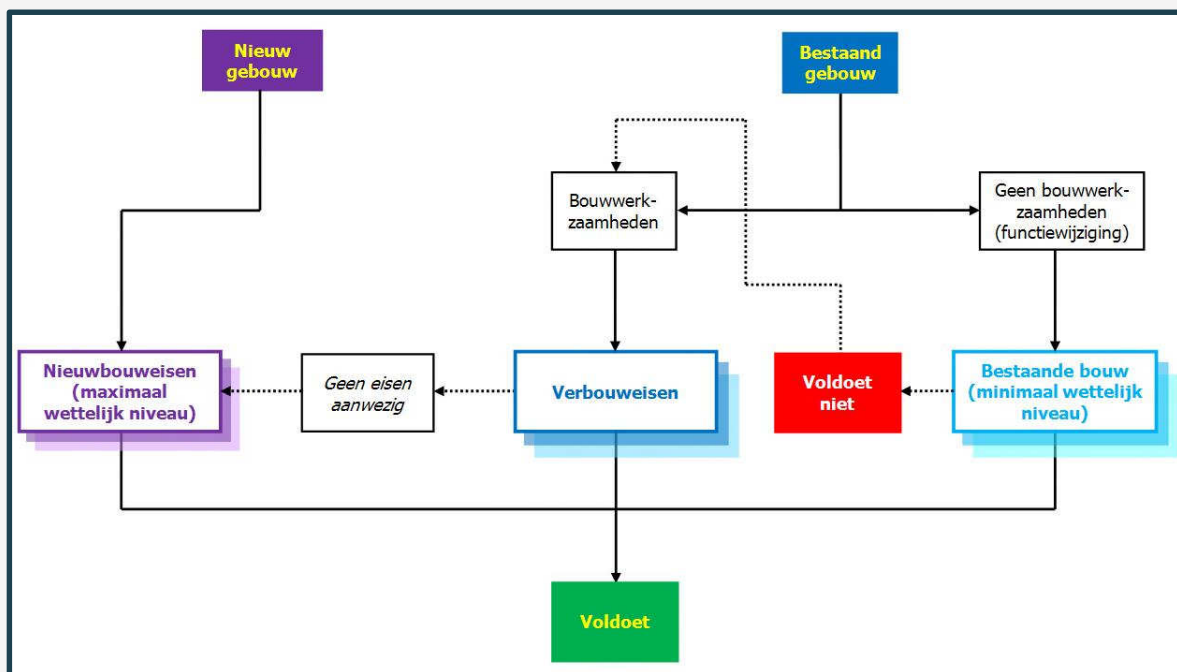 Nieuw
gebouw
Bestaand
gebouw
Bouwwerk-
zaamheden
Geen bouwwerk-
zaamheden
(functiewijziging)
Nieuwbouweisen
(maximaal
wettelijk niveau)
Geen eisen
aanwezig
Verbouweisen
Voldoet
niet
Bestaande bouw
(minimaal wettelijk
niveau)
Voldoet